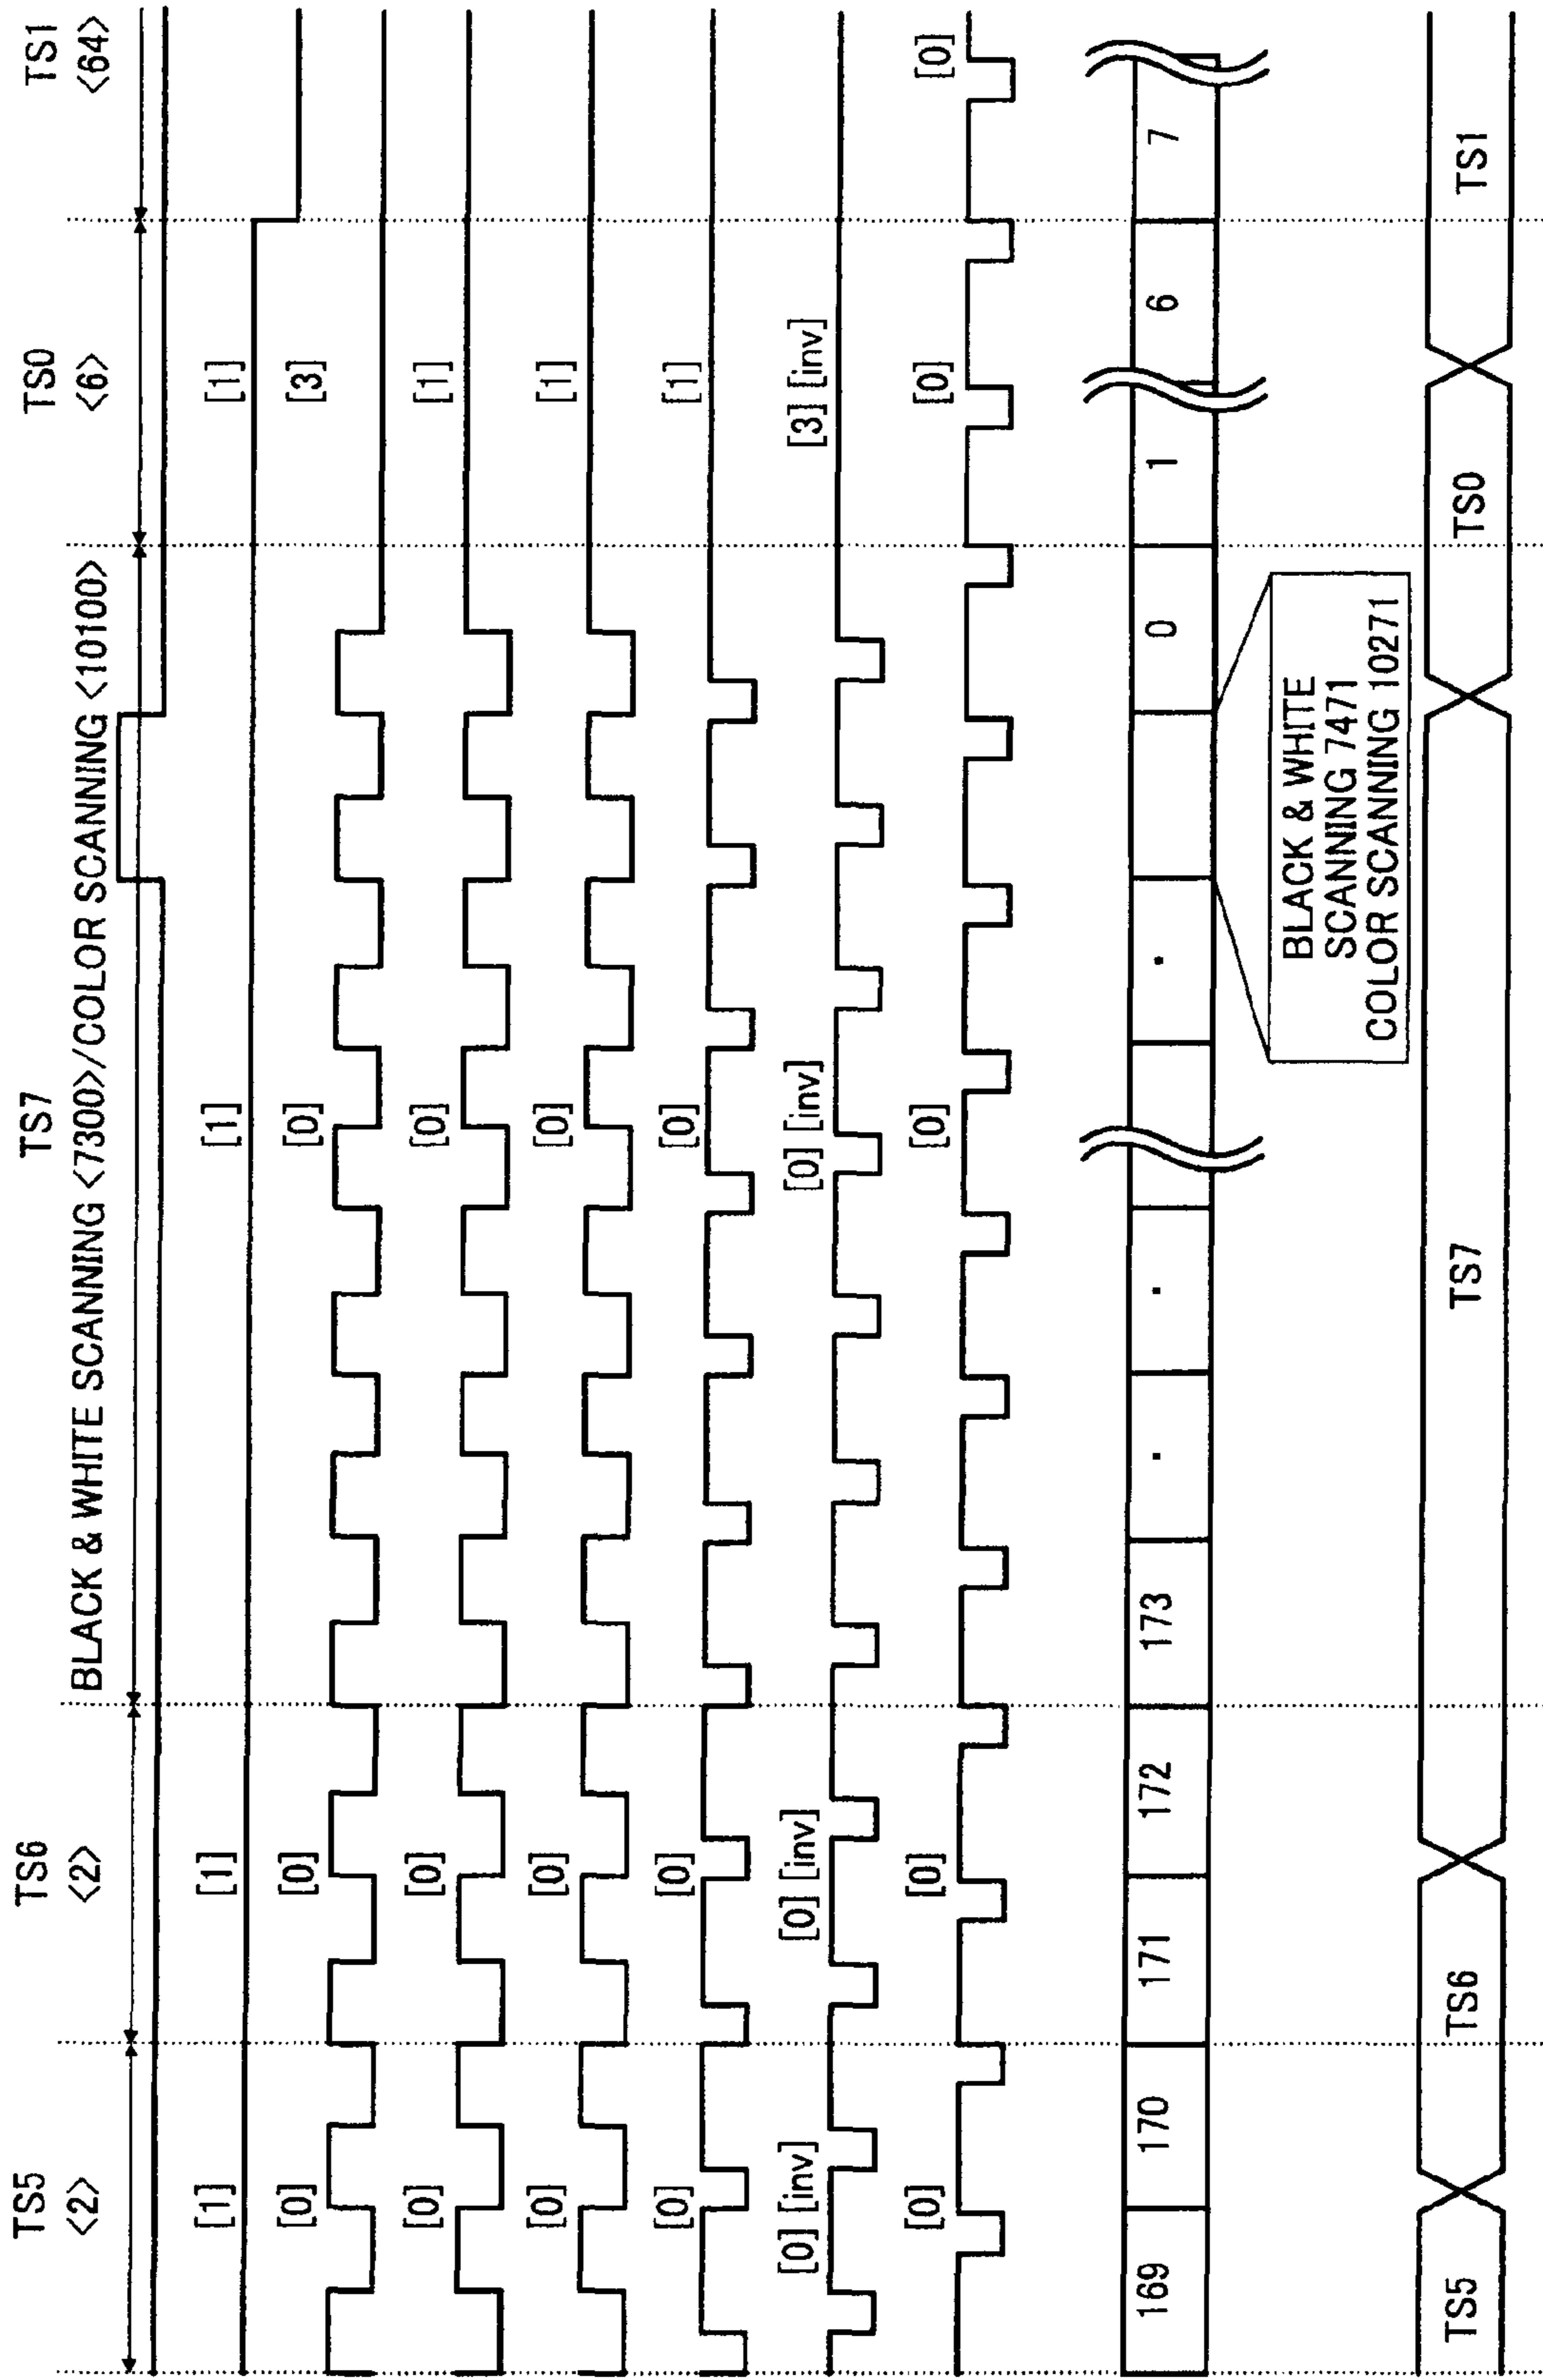 TS5 TS6 TS7 TS0 TS1
<2> <2> BLACK & WHITE SCANNING <7300>/COLOR SCANNING <10100> <6> <64>
[1] [1] [1] [1]
[0] [0] [0] [3]
[0] [0] [0] [1]
[0] [0] [0] [1]
[0] [0] [0] [1]
[0] [inv] [0] [inv] [0] [inv] [3] [inv]
[0] [0] [0] [0] [0]
169 170 171 172 173 · · · 0 1 6 7
BLACK & WHITE
SCANNING 7471
COLOR SCANNING 10271
TS5 TS6 TS7 TS0 TS1